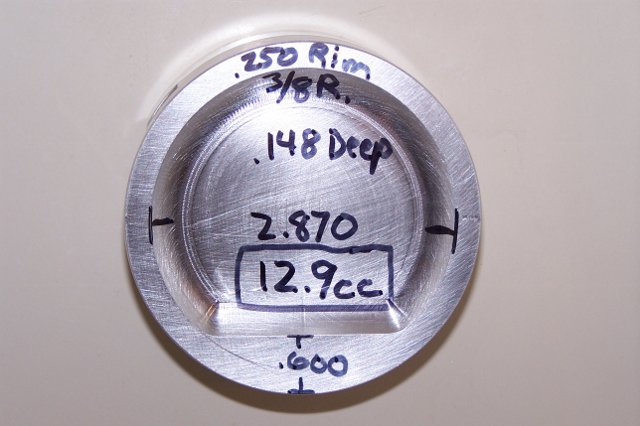 .250 Rim
3/8 R.
.148 Deep
2.870
12.9cc
.600